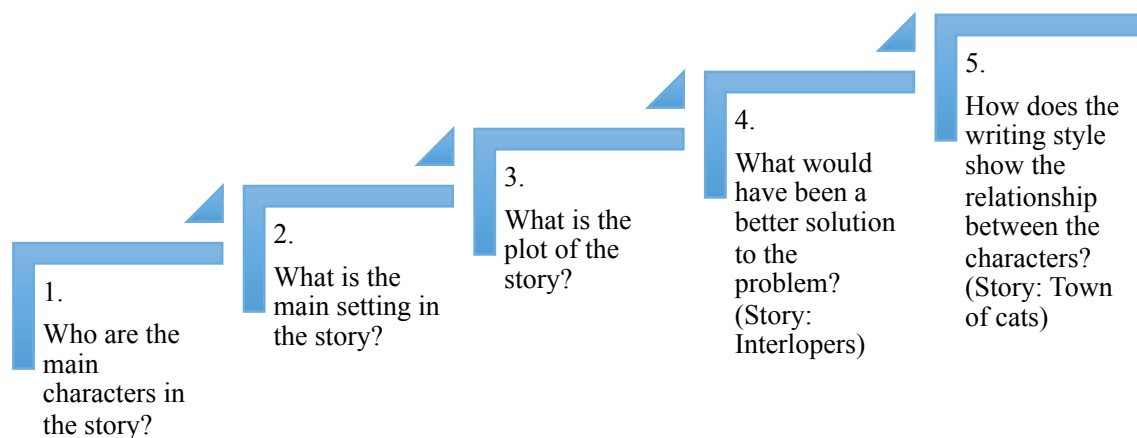 1.
Who are the
main
characters in
the story?
2.
What is the
main setting in
the story?
3.
What is the
plot of the
story?
4.
What would
have been a
better solution
to the
problem?
(Story:
Interlopers)
5.
How does the
writing style
show the
relationship
between the
characters?
(Story: Town
of cats)